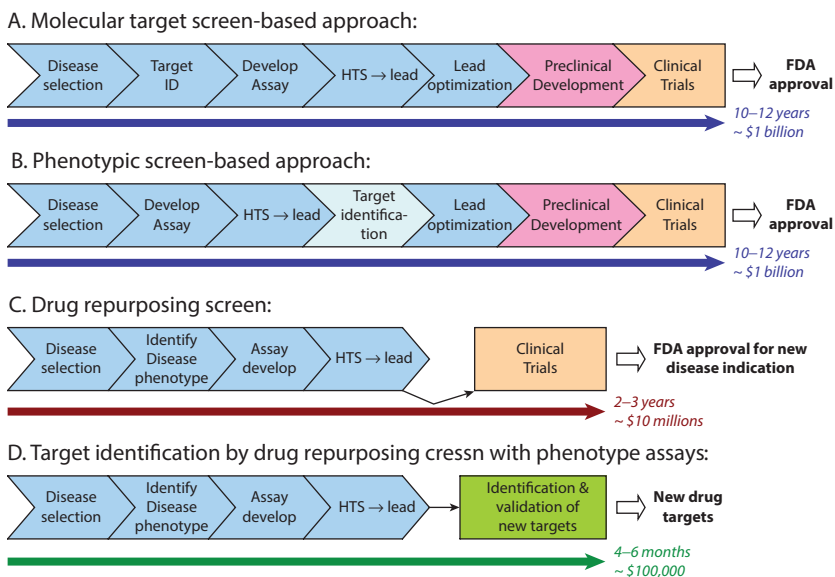 A. Molecular target screen-based approach:
Disease
selection
Target
ID
Develop
Assay
HTS → lead
Lead
optimization
Preclinical
Development
Clinical
Trials
FDA
approval
10–12 years
~ $1 billion
B. Phenotypic screen-based approach:
Disease
selection
Develop
Assay
HTS → lead
Target
identifica-
tion
Lead
optimization
Preclinical
Development
Clinical
Trials
FDA
approval
10–12 years
~ $1 billion
C. Drug repurposing screen:
Disease
selection
Identify
Disease
phenotype
Assay
develop
HTS → lead
Clinical
Trials
FDA approval for new
disease indication
2–3 years
~ $10 millions
D. Target identification by drug repurposing cressn with phenotype assays:
Disease
selection
Identify
Disease
phenotype
Assay
develop
HTS → lead
Identification &
validation of
new targets
New drug
targets
4–6 months
~ $100,000